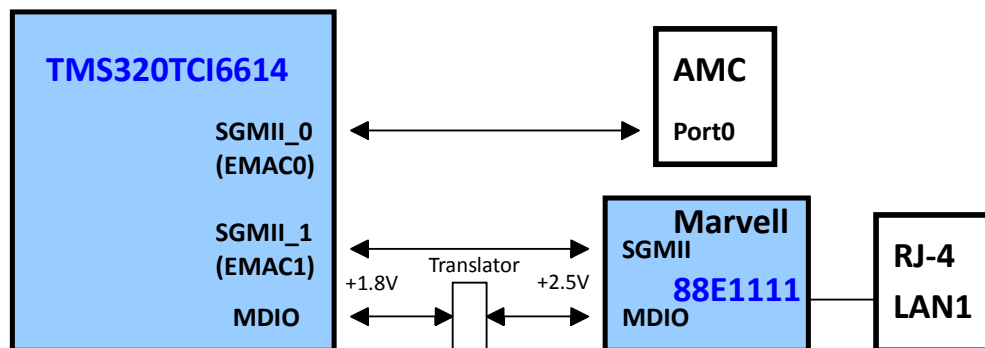 TMS320TCI6614
SGMII_0
(EMAC0)
AMC
Port0
SGMII_1
(EMAC1)
+1.8V
Translator
+2.5V
MDIO
Marvell
SGMII
88E1111
MDIO
RJ-4
LAN1